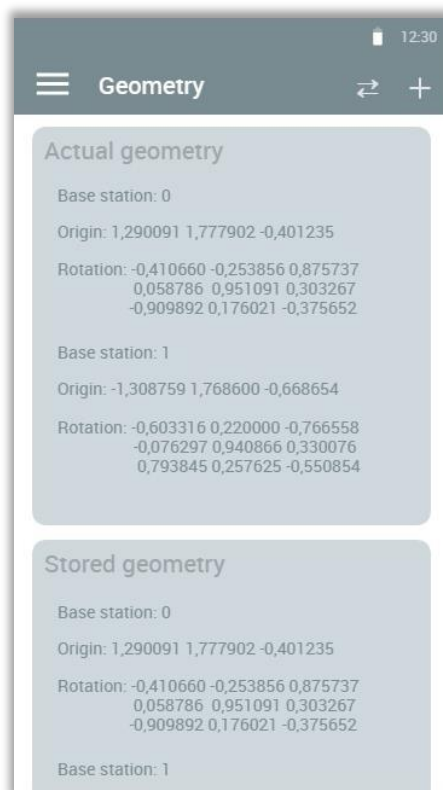 12:30
Geometry
Actual geometry
Base station: 0
Origin: 1,290091 1,777902 -0,401235
Rotation: -0,410660 -0,253856 0,875737
0,058786 0,951091 0,303267
-0,909892 0,176021 -0,375652
Base station: 1
Origin: -1,308759 1,768600 -0,668654
Rotation: -0,603316 0,220000 -0,766558
-0,076297 0,940866 0,330076
0,793845 0,257625 -0,550854
Stored geometry
Base station: 0
Origin: 1,290091 1,777902 -0,401235
Rotation: -0,410660 -0,253856 0,875737
0,058786 0,951091 0,303267
-0,909892 0,176021 -0,375652
Base station: 1